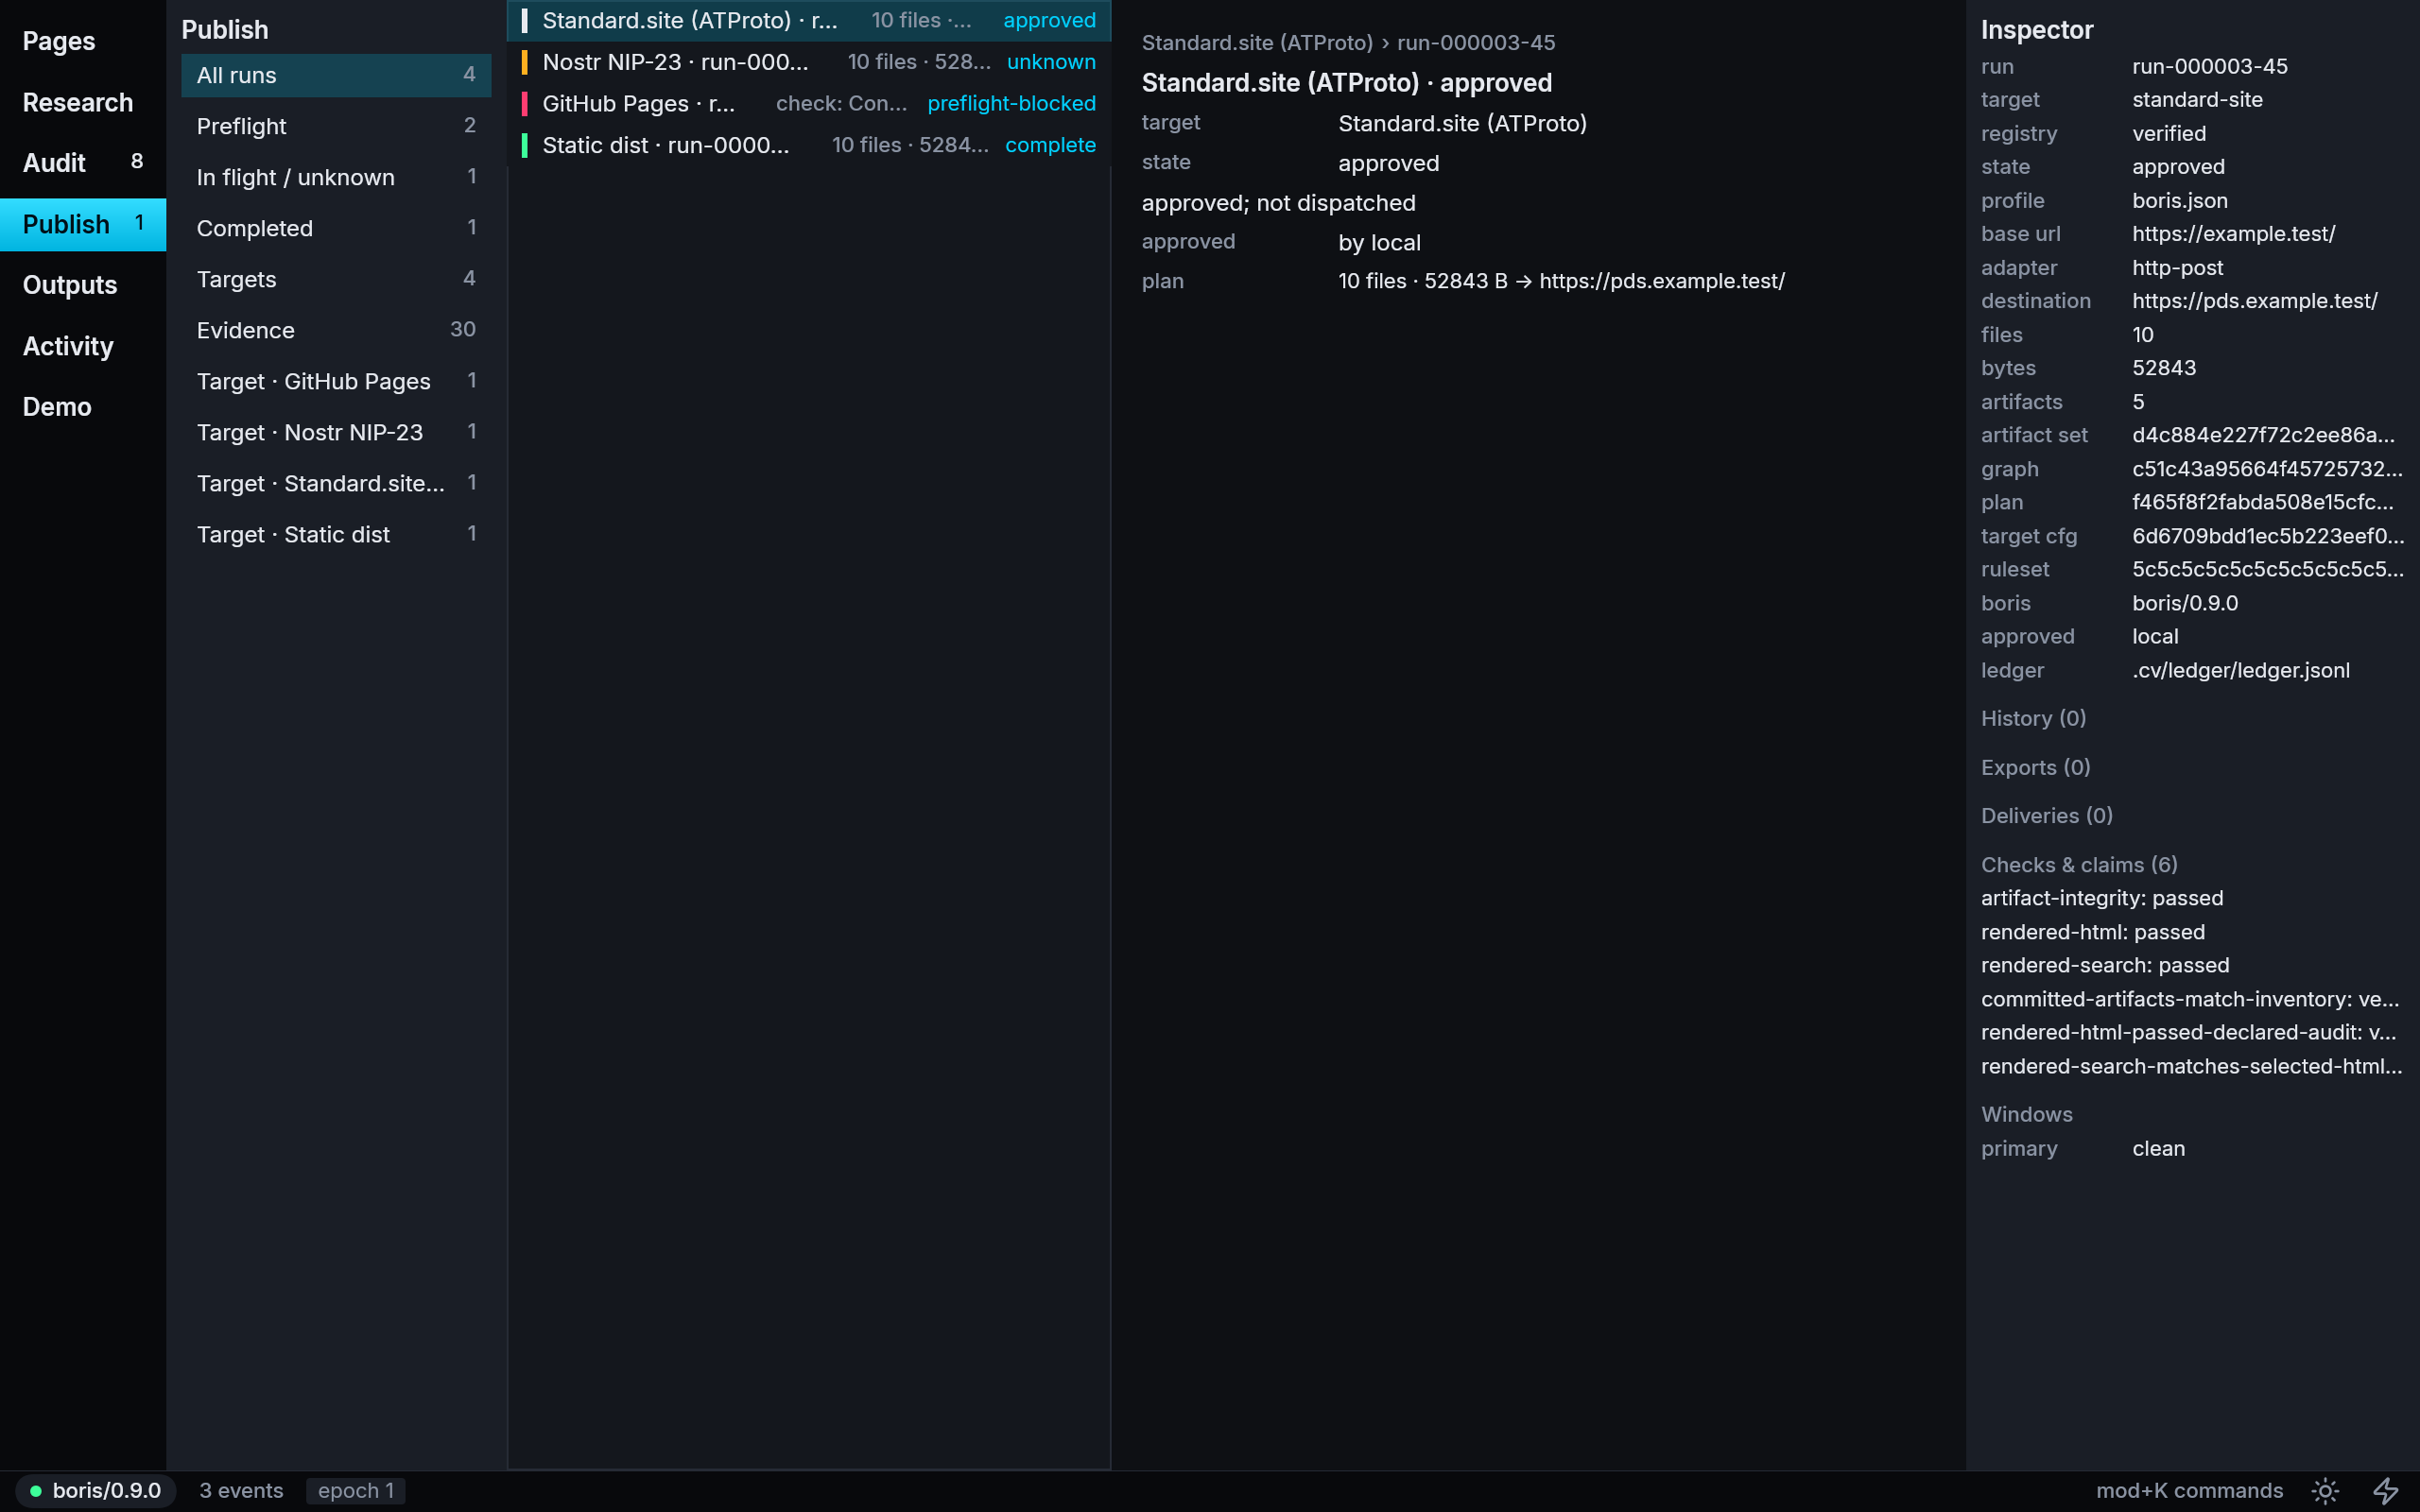 Pages
Research
Audit 8
Publish 1
Outputs
Activity
Demo
Publish
All runs 4
Preflight 2
In flight / unknown 1
Completed 1
Targets 4
Evidence 30
Target · GitHub Pages 1
Target · Nostr NIP-23 1
Target · Standard.site... 1
Target · Static dist 1
Standard.site (ATProto) · r... 10 files ·... approved
Nostr NIP-23 · run-000... 10 files · 528... unknown
GitHub Pages · r... check: Con... preflight-blocked
Static dist · run-0000... 10 files · 5284... complete
Standard.site (ATProto) › run-000003-45
Standard.site (ATProto) · approved
target Standard.site (ATProto)
state approved
approved; not dispatched
approved by local
plan 10 files · 52843 B → https://pds.example.test/
Inspector
run run-000003-45
target standard-site
registry verified
state approved
profile boris.json
base url https://example.test/
adapter http-post
destination https://pds.example.test/
files 10
bytes 52843
artifacts 5
artifact set d4c884e227f72c2ee86a...
graph c51c43a95664f45725732...
plan f465f8f2fabda508e15cfc...
target cfg 6d6709bdd1ec5b223eef0...
ruleset 5c5c5c5c5c5c5c5c5c5c5...
boris boris/0.9.0
approved local
ledger .cv/ledger/ledger.jsonl
History (0)
Exports (0)
Deliveries (0)
Checks & claims (6)
artifact-integrity: passed
rendered-html: passed
rendered-search: passed
committed-artifacts-match-inventory: ve...
rendered-html-passed-declared-audit: v...
rendered-search-matches-selected-html...
Windows
primary clean
boris/0.9.0 3 events epoch 1 mod+K commands